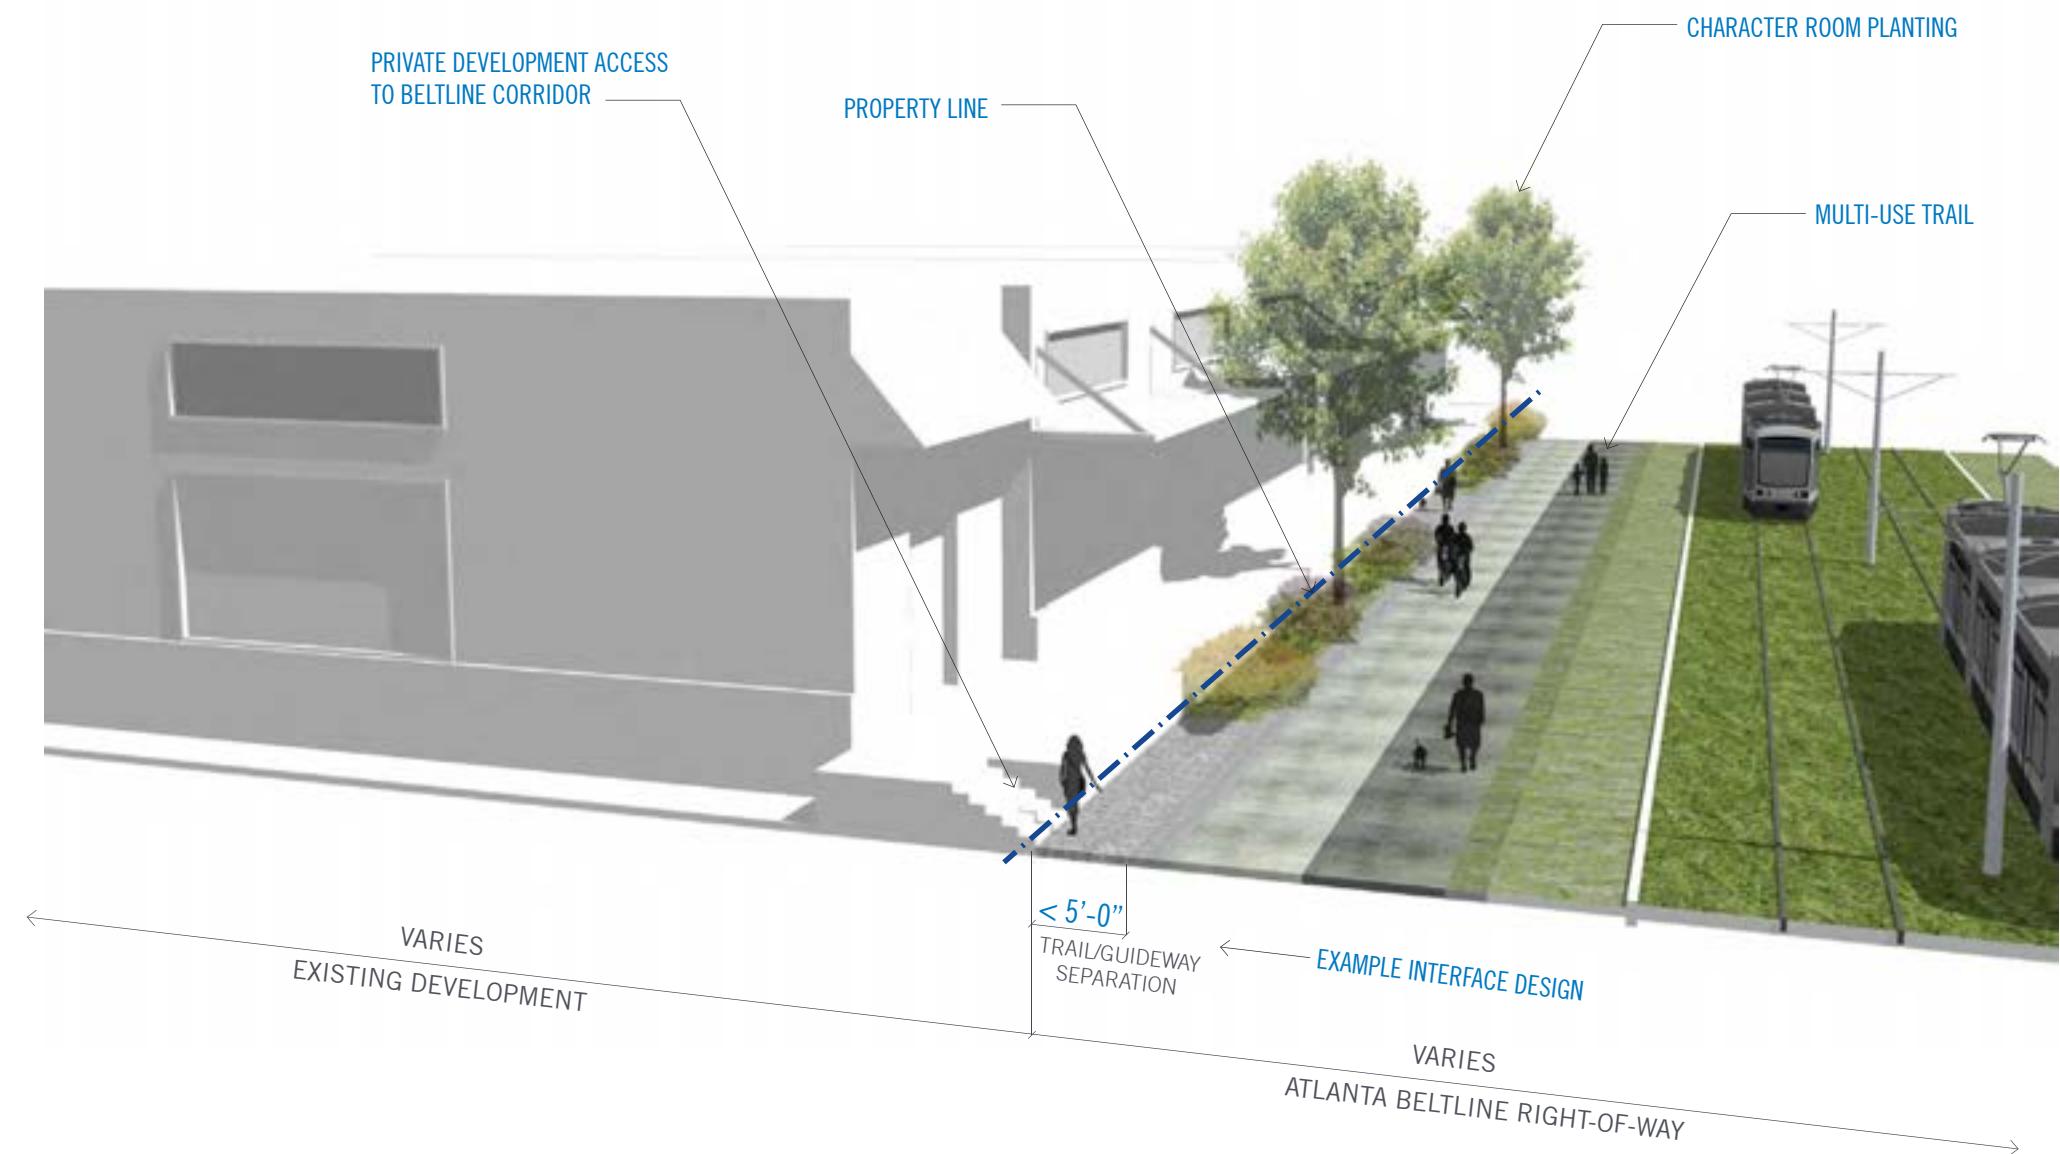 CHARACTER ROOM PLANTING
PRIVATE DEVELOPMENT ACCESS
TO BELTLINE CORRIDOR
PROPERTY LINE
MULTI-USE TRAIL
< 5’-0”
TRAIL/GUIDEWAY
SEPARATION
EXAMPLE INTERFACE DESIGN
VARIES
EXISTING DEVELOPMENT
VARIES
ATLANTA BELTLINE RIGHT-OF-WAY